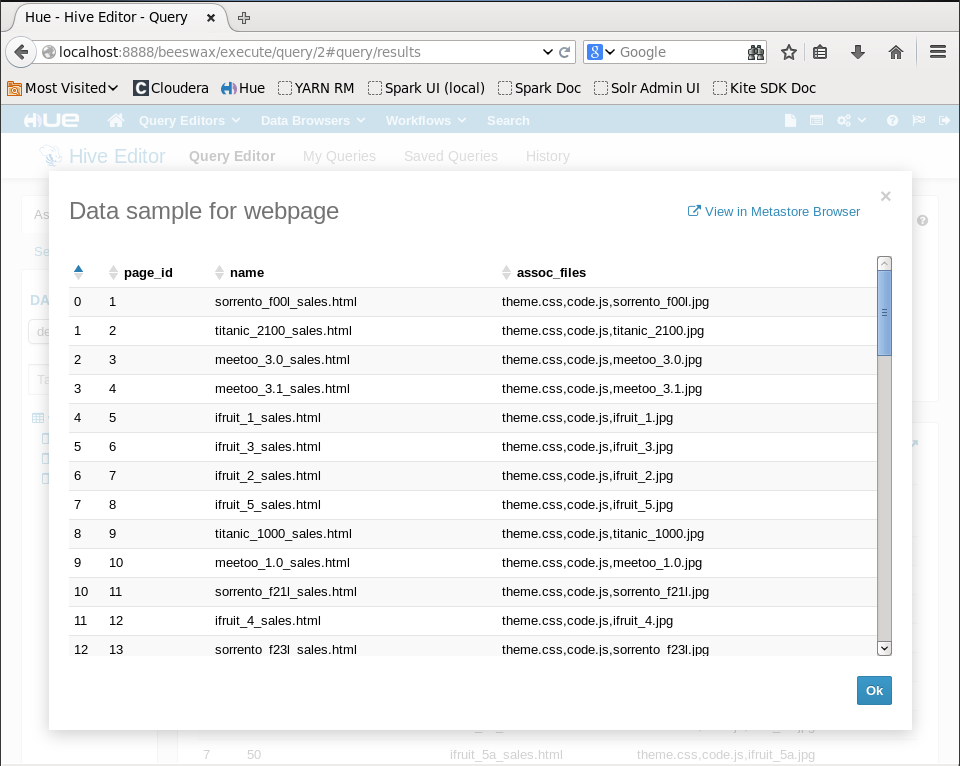 Hue - Hive Editor - Query
localhost:8888/beeswax/execute/query/2#query/results
Google
Most Visited Cloudera Hue YARN RM Spark UI (local) Spark Doc Solr Admin UI Kite SDK Doc
HUE Query Editors Data Browsers Workflows Search
Hive Editor Query Editor My Queries Saved Queries History
Data sample for webpage
View in Metastore Browser
page_id name assoc_files
0 1 sorrento_f00l_sales.html theme.css,code.js,sorrento_f00l.jpg
1 2 titanic_2100_sales.html theme.css,code.js,titanic_2100.jpg
2 3 meetoo_3.0_sales.html theme.css,code.js,meetoo_3.0.jpg
3 4 meetoo_3.1_sales.html theme.css,code.js,meetoo_3.1.jpg
4 5 ifruit_1_sales.html theme.css,code.js,ifruit_1.jpg
5 6 ifruit_3_sales.html theme.css,code.js,ifruit_3.jpg
6 7 ifruit_2_sales.html theme.css,code.js,ifruit_2.jpg
7 8 ifruit_5_sales.html theme.css,code.js,ifruit_5.jpg
8 9 titanic_1000_sales.html theme.css,code.js,titanic_1000.jpg
9 10 meetoo_1.0_sales.html theme.css,code.js,meetoo_1.0.jpg
10 11 sorrento_f21l_sales.html theme.css,code.js,sorrento_f21l.jpg
11 12 ifruit_4_sales.html theme.css,code.js,ifruit_4.jpg
12 13 sorrento_f23l_sales.html theme.css,code.js,sorrento_f23l.jpg
Ok
7 50 ifruit_5a_sales.html theme.css,code.js,ifruit_5a.jpg